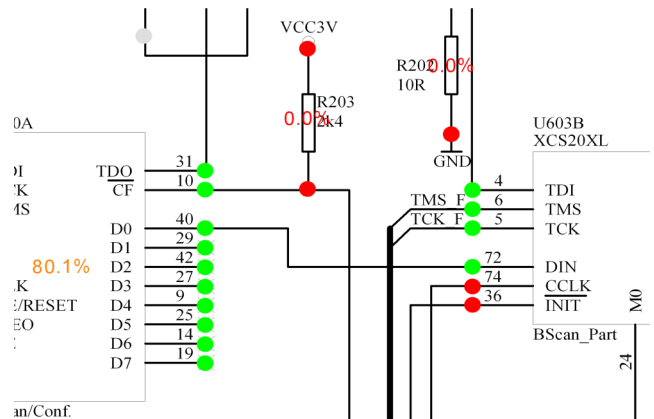 VCC3V
R203
2k4
0.0%
R202
0.0%
10R
GND
U603B
XCS20XL
0A
DI
CK
MS
80.1%
LK
E/RESET
EO
an/Conf.
TDO 31
CF 10
D0 40
D1 29
D2 42
D3 27
D4 9
D5 25
D6 14
D7 19
TMS_F
TCK_F
4 TDI
6 TMS
5 TCK
72 DIN
74 CCLK
36 INIT
M0
24
BScan_Part